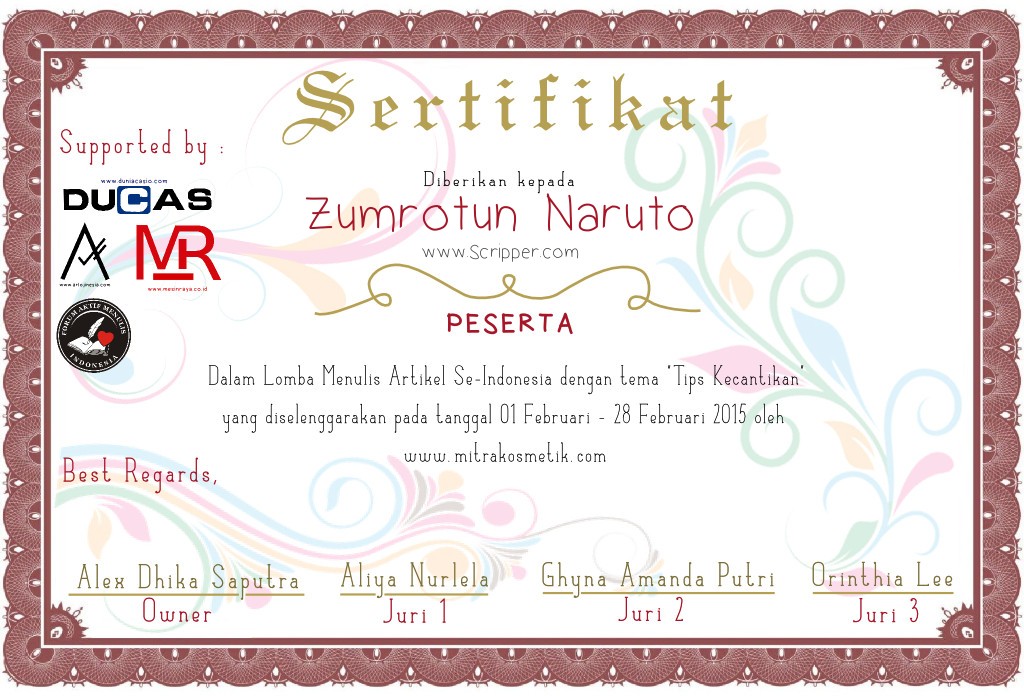 Sertifikat
Supported by :
www.duniacasio.com
DUCAS
www.artojinesia.com
MR
www.mesinraya.co.id
FORUM AKTIF MENULIS
INDONESIA
Diberikan kepada
Zumrotun Naruto
www.Scripper.com
PESERTA
Dalam Lomba Menulis Artikel Se-Indonesia dengan tema "Tips Kecantikan"
yang diselenggarakan pada tanggal 01 Februari - 28 Februari 2015 oleh
www.mitrakosmetik.com
Best Regards,
Alex Dhika Saputra
Owner
Aliya Nurlela
Juri 1
Ghyna Amanda Putri
Juri 2
Orinthia Lee
Juri 3